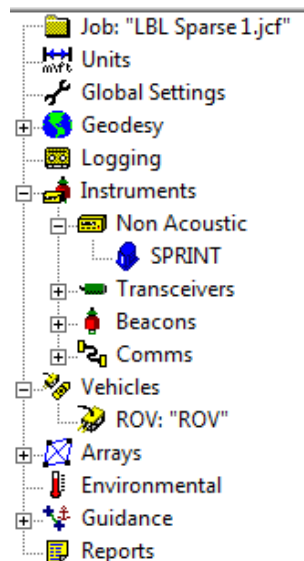 Job: "LBL Sparse 1.jcf"
m/ft Units
Global Settings
Geodesy
Logging
Instruments
Non Acoustic
SPRINT
Transceivers
Beacons
Comms
Vehicles
ROV: "ROV"
Arrays
Environmental
Guidance
Reports